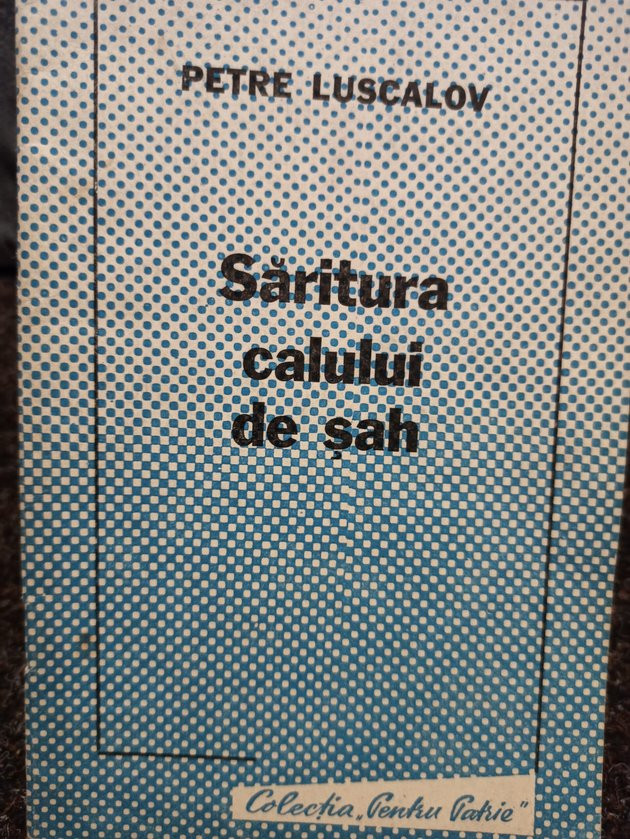 PETRE LUSCALOV
Săritura
calului
de șah
Colecția „Pentru Patrie"